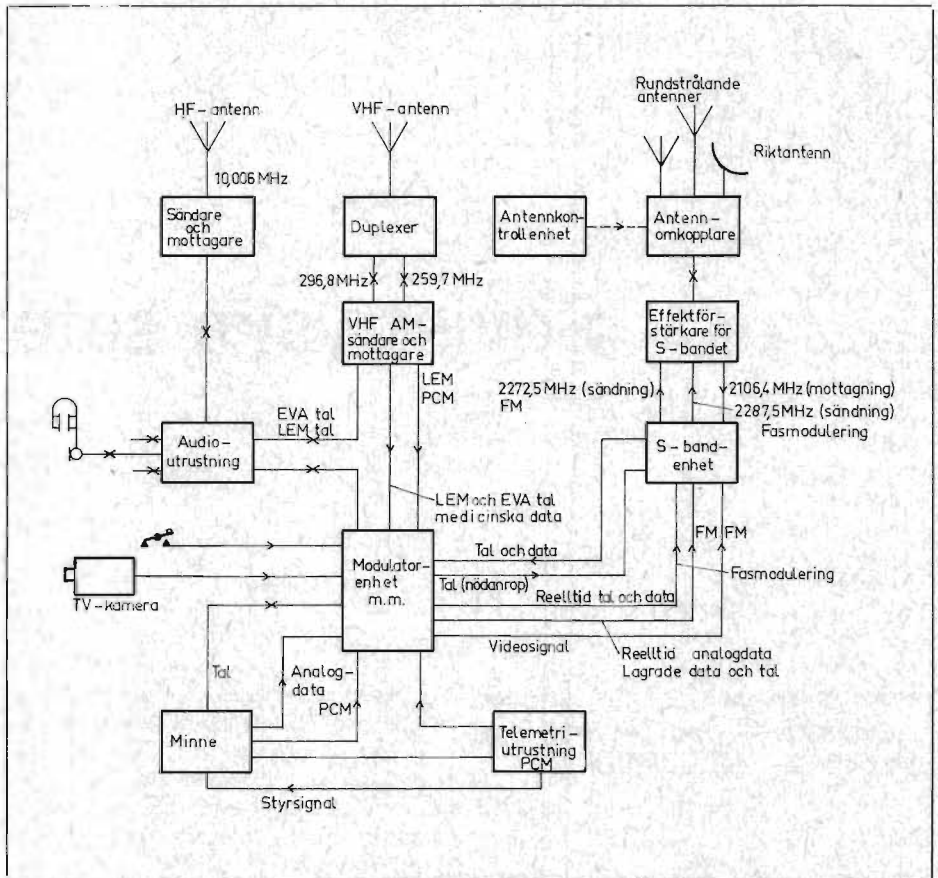 HF-antenn
VHF-antenn
Rundstrålande
antenner
Riktantenn
10,006 MHz
Sändare
och
mottagare
Duplexer
Antennkon-
trollenhet
Antenn-
omkopplare
296,8 MHz
259,7 MHz
VHF AM-
sändare och
mottagare
Effektför-
stärkare för
S-bandet
LEM
PCM
2272,5 MHz (sändning)
FM
2106,4 MHz (mottagning)
2287,5 MHz (sändning)
Fasmodulering
EVA tal
LEM tal
Audio-
utrustning
S-band-
enhet
LEM och EVA tal
medicinska data
FM
FM
Tal och data
Modulator-
enhet
m.m.
Tal (nödanrop)
Fasmodulering
TV-kamera
Reelltid tal och data
Videosignal
Reelltid analogdata
Lagrade data och tal
Tal
Analog-
data
PCM
Minne
Telemetri-
utrustning
PCM
Styrsignal